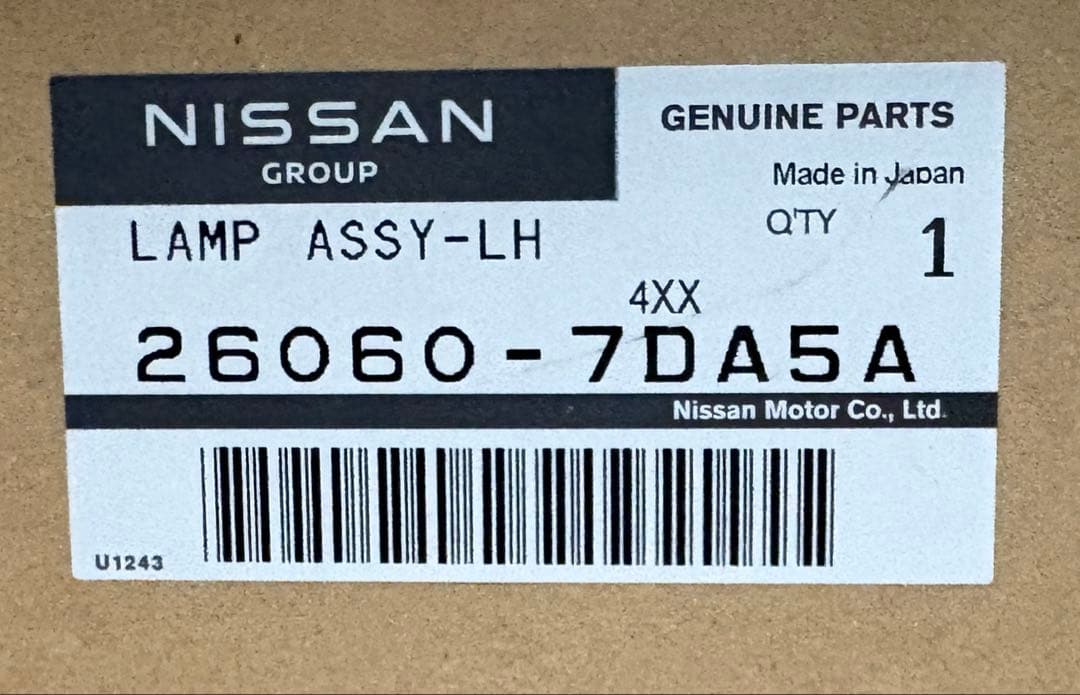 NISSAN
GROUP
GENUINE PARTS
Made in Japan
LAMP ASSY-LH
Q'TY 1
4XX
26060-7DA5A
Nissan Motor Co., Ltd.
U1243